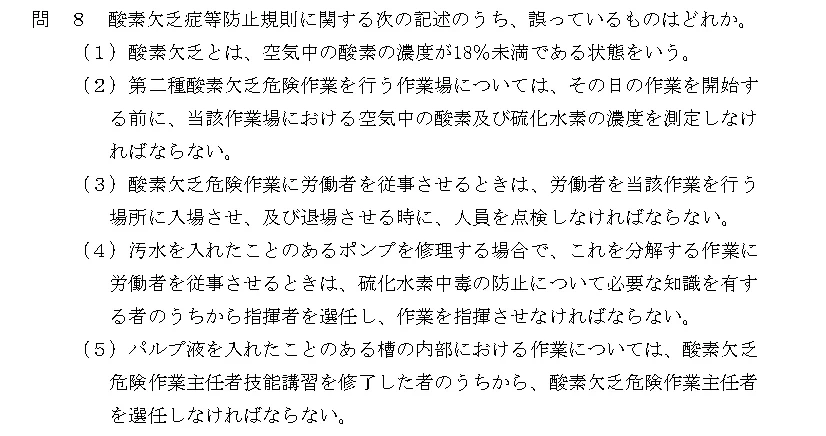 問 8 酸素欠乏症等防止規則に関する次の記述のうち、誤っているものはどれか。
(1)酸素欠乏とは、空気中の酸素の濃度が18%未満である状態をいう。
(2)第二種酸素欠乏危険作業を行う作業場については、その日の作業を開始す
る前に、当該作業場における空気中の酸素及び硫化水素の濃度を測定しなけ
ればならない。
(3)酸素欠乏危険作業に労働者を従事させるときは、労働者を当該作業を行う
場所に入場させ、及び退場させる時に、人員を点検しなければならない。
(4)汚水を入れたことのあるポンプを修理する場合で、これを分解する作業に
労働者を従事させるときは、硫化水素中毒の防止について必要な知識を有す
る者のうちから指揮者を選任し、作業を指揮させなければならない。
(5)パルプ液を入れたことのある槽の内部における作業については、酸素欠乏
危険作業主任者技能講習を修了した者のうちから、酸素欠乏危険作業主任者
を選任しなければならない。